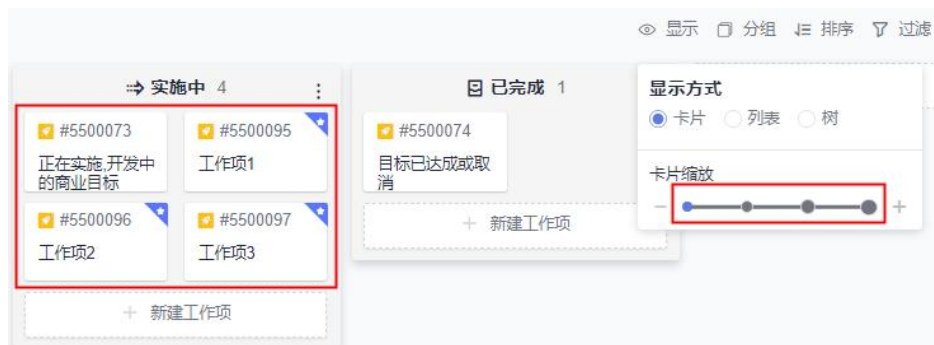 显示 分组 排序 过滤
实施中 4
已完成 1
显示方式
卡片 列表 树
#5500073 #5500095
正在实施,开发中的商业目标
工作项1
#5500096 #5500097
工作项2 工作项3
新建工作项
#5500074
目标已达成或取消
新建工作项
卡片缩放